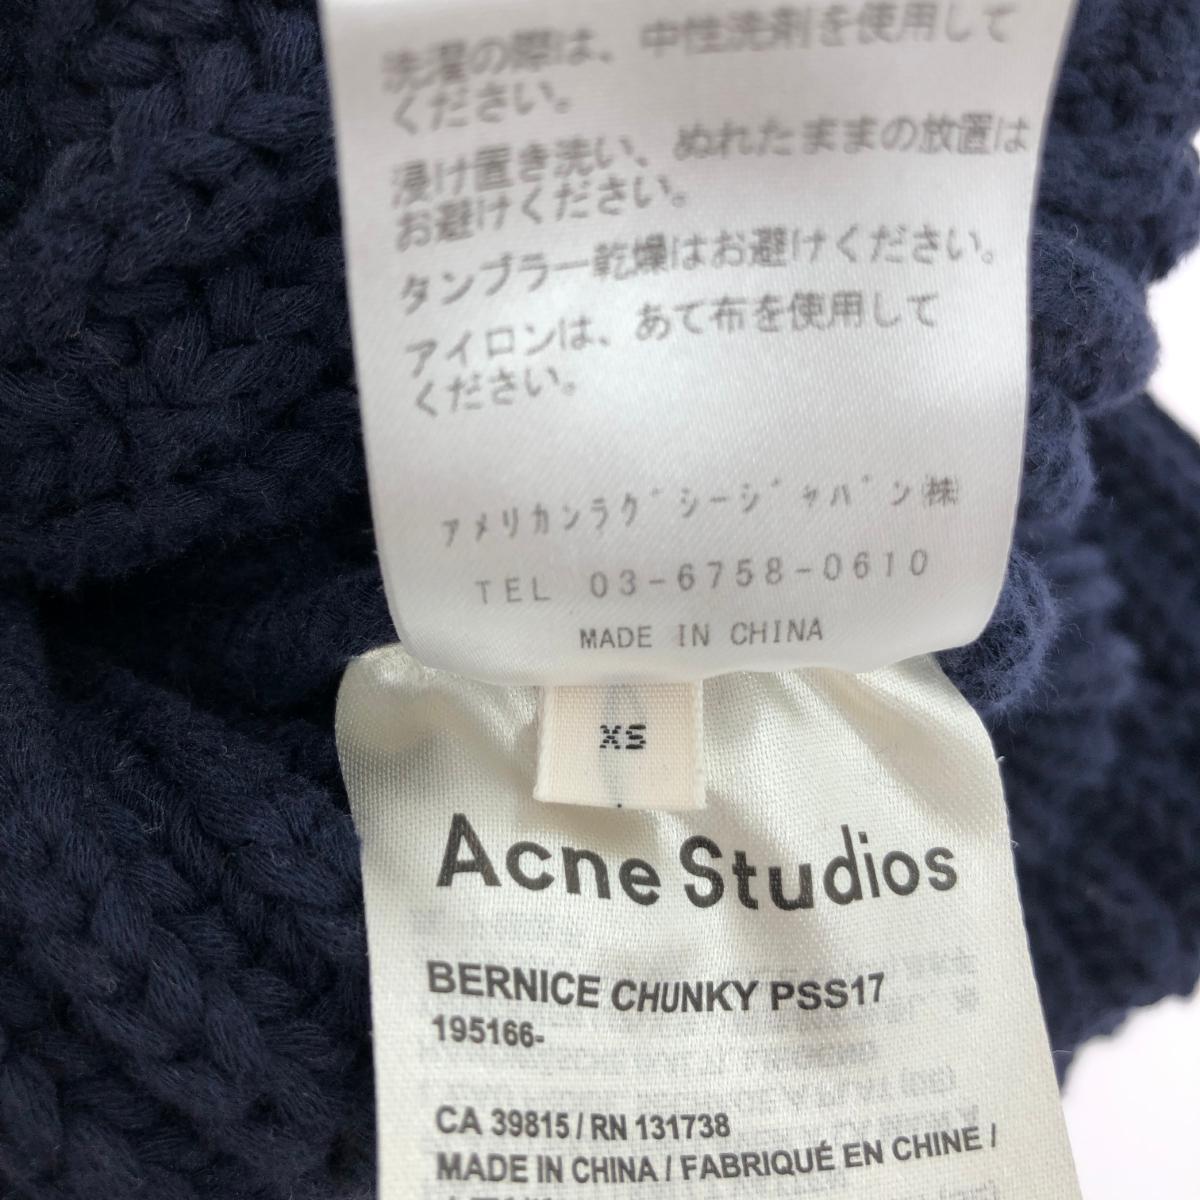 洗濯の際は、中性洗剤を使用して
ください。
浸け置き洗い、ぬれたままの放置は
お避けください。
タンブラー乾燥はお避けください。
アイロンは、あて布を使用して
ください。
アメリカンラグシージャパン㈱
TEL 03-6758-0610
MADE IN CHINA
XS
Acne Studios
BERNICE CHUNKY PSS17
195166-
CA 39815 / RN 131738
MADE IN CHINA / FABRIQUÉ EN CHINE /